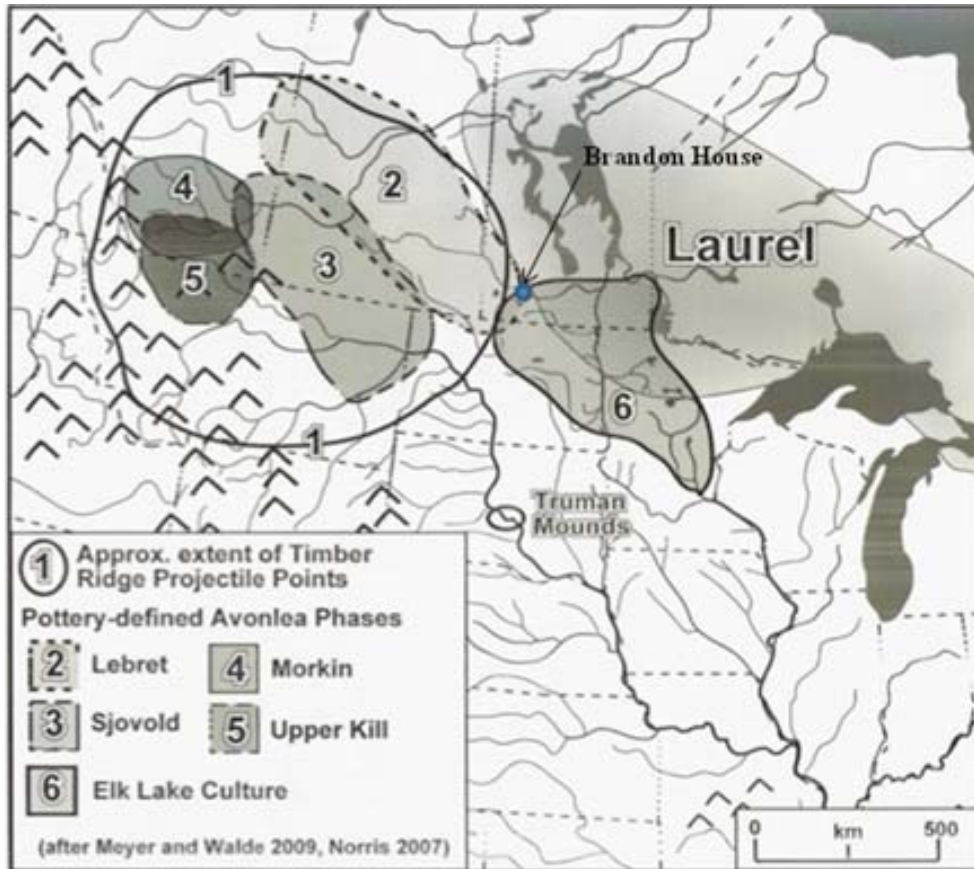 1
Brandon House
4
2
Laurel
3
5
6
1
Truman
Mounds
1 Approx. extent of Timber
Ridge Projectile Points
Pottery-defined Avonlea Phases
2 Lebret 4 Morkin
3 Sjovold 5 Upper Kill
6 Elk Lake Culture
(after Meyer and Walde 2009, Norris 2007)
0 km 500